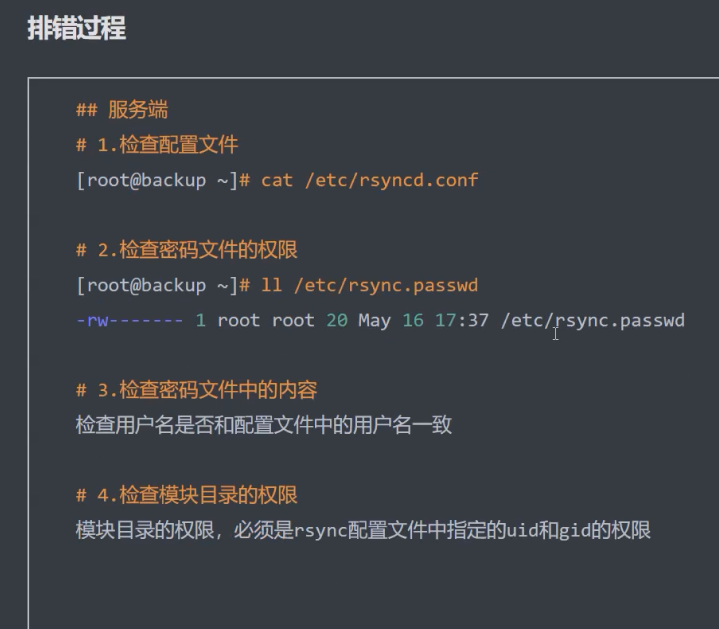 排错过程
## 服务端
# 1.检查配置文件
[root@backup ~]# cat /etc/rsyncd.conf
# 2.检查密码文件的权限
[root@backup ~]# ll /etc/rsync.passwd
-rw------- 1 root root 20 May 16 17:37 /etc/rsync.passwd
# 3.检查密码文件中的内容
检查用户名是否和配置文件中的用户名一致
# 4.检查模块目录的权限
模块目录的权限，必须是rsync配置文件中指定的uid和gid的权限